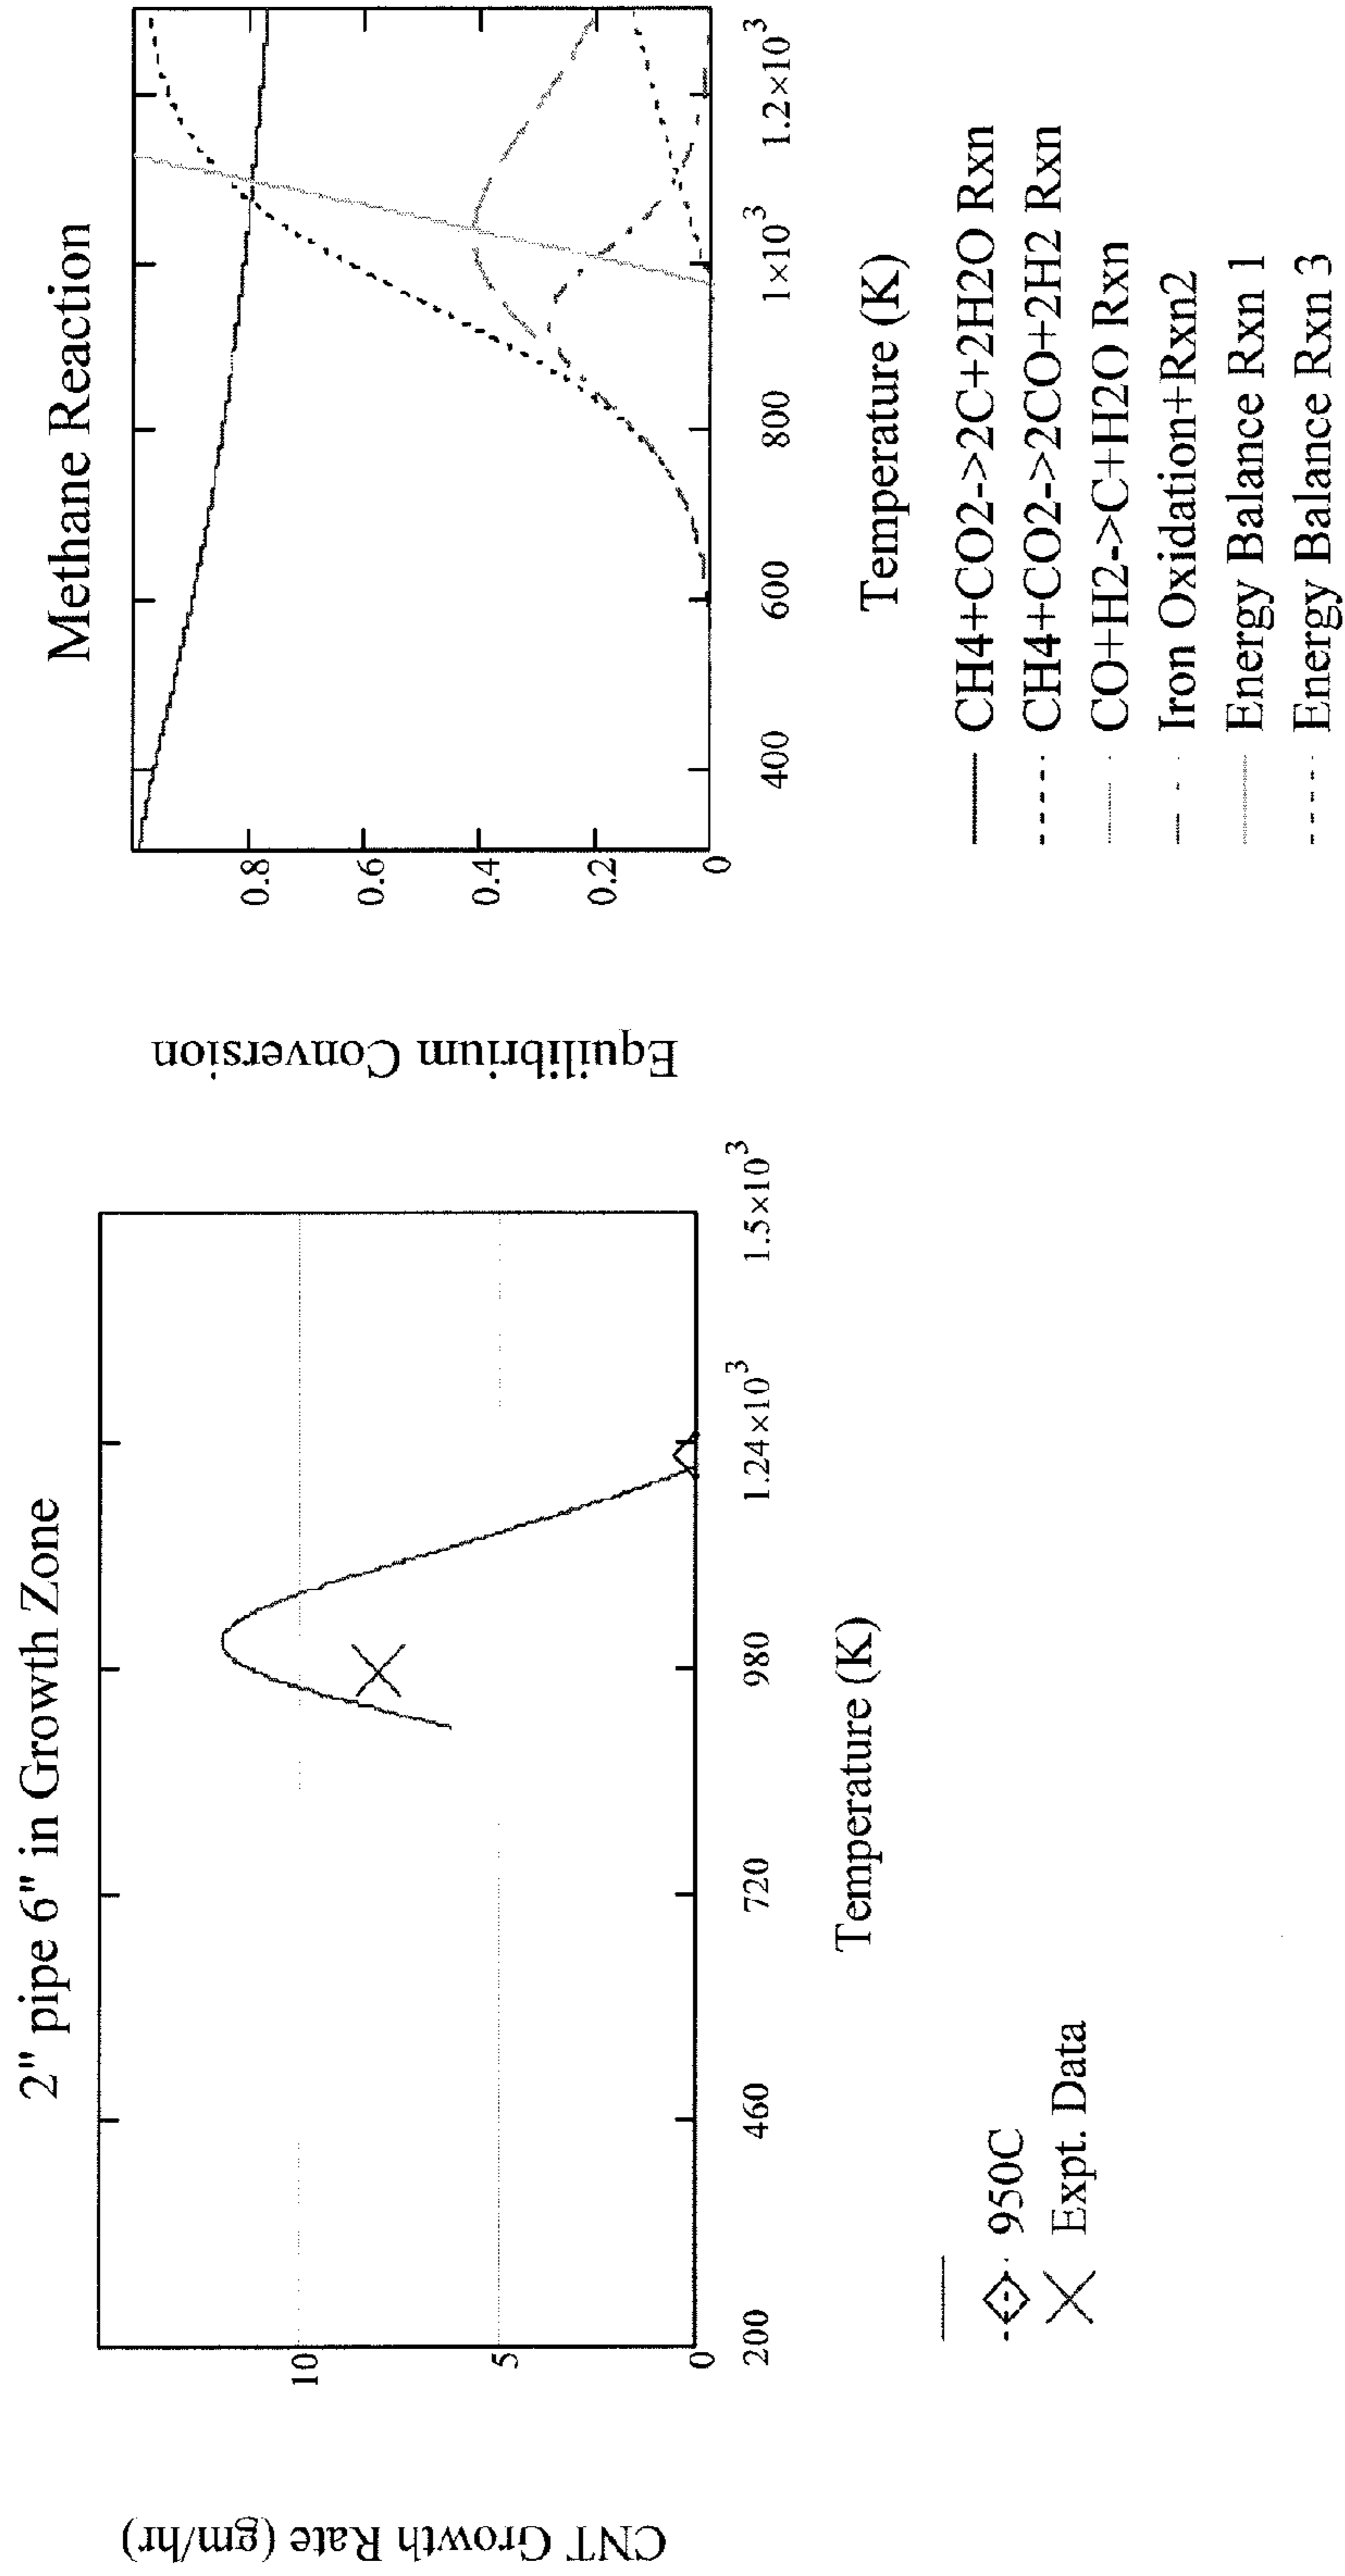 2" pipe 6" in Growth Zone
CNT Growth Rate (gm/hr)
10
5
0
200
460
720
980
1.24×10³
1.5×10³
Temperature (K)
950C
Expt. Data
Methane Reaction
Equilibrium Conversion
0.8
0.6
0.4
0.2
0
400
600
800
1×10³
1.2×10³
Temperature (K)
CH4+CO2->2C+2H2O Rxn
CH4+CO2->2CO+2H2 Rxn
CO+H2->C+H2O Rxn
Iron Oxidation+Rxn2
Energy Balance Rxn 1
Energy Balance Rxn 3